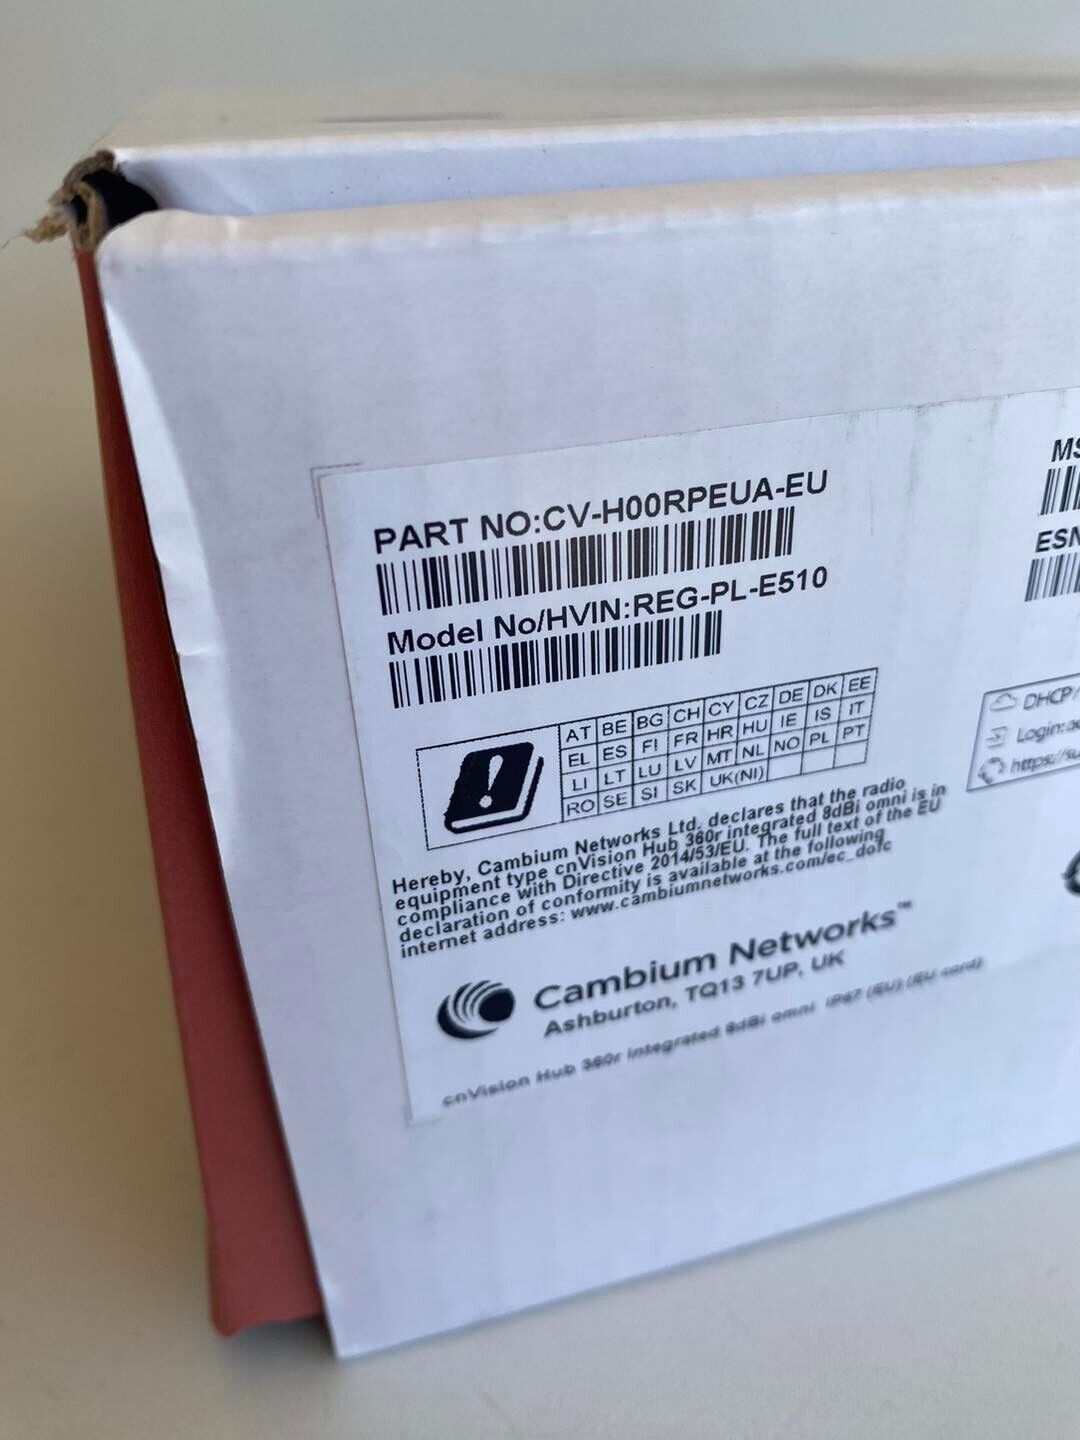 PART NO:CV-H00RPEUA-EU
Model No/HVIN:REG-PL-E510
AT BE BG CH CY CZ DE DK EE
EL ES FI FR HR HU IE IS IT
LI LT LU LV MT NL NO PL PT
RO SE SI SK UK(NI)
Hereby, Cambium Networks Ltd. declares that the radio
equipment type cnVision Hub 360r integrated 8dBi omni is in
compliance with Directive 2014/53/EU. The full text of the EU
declaration of conformity is available at the following
internet address: www.cambiumnetworks.com/ec_dofc
Cambium Networks™
Ashburton, TQ13 7UP, UK
cnVision Hub 360r integrated 8dBi omni IP67 (EU) (EU cord)
MS
ESN
DHCP/
Login:ad
https://su